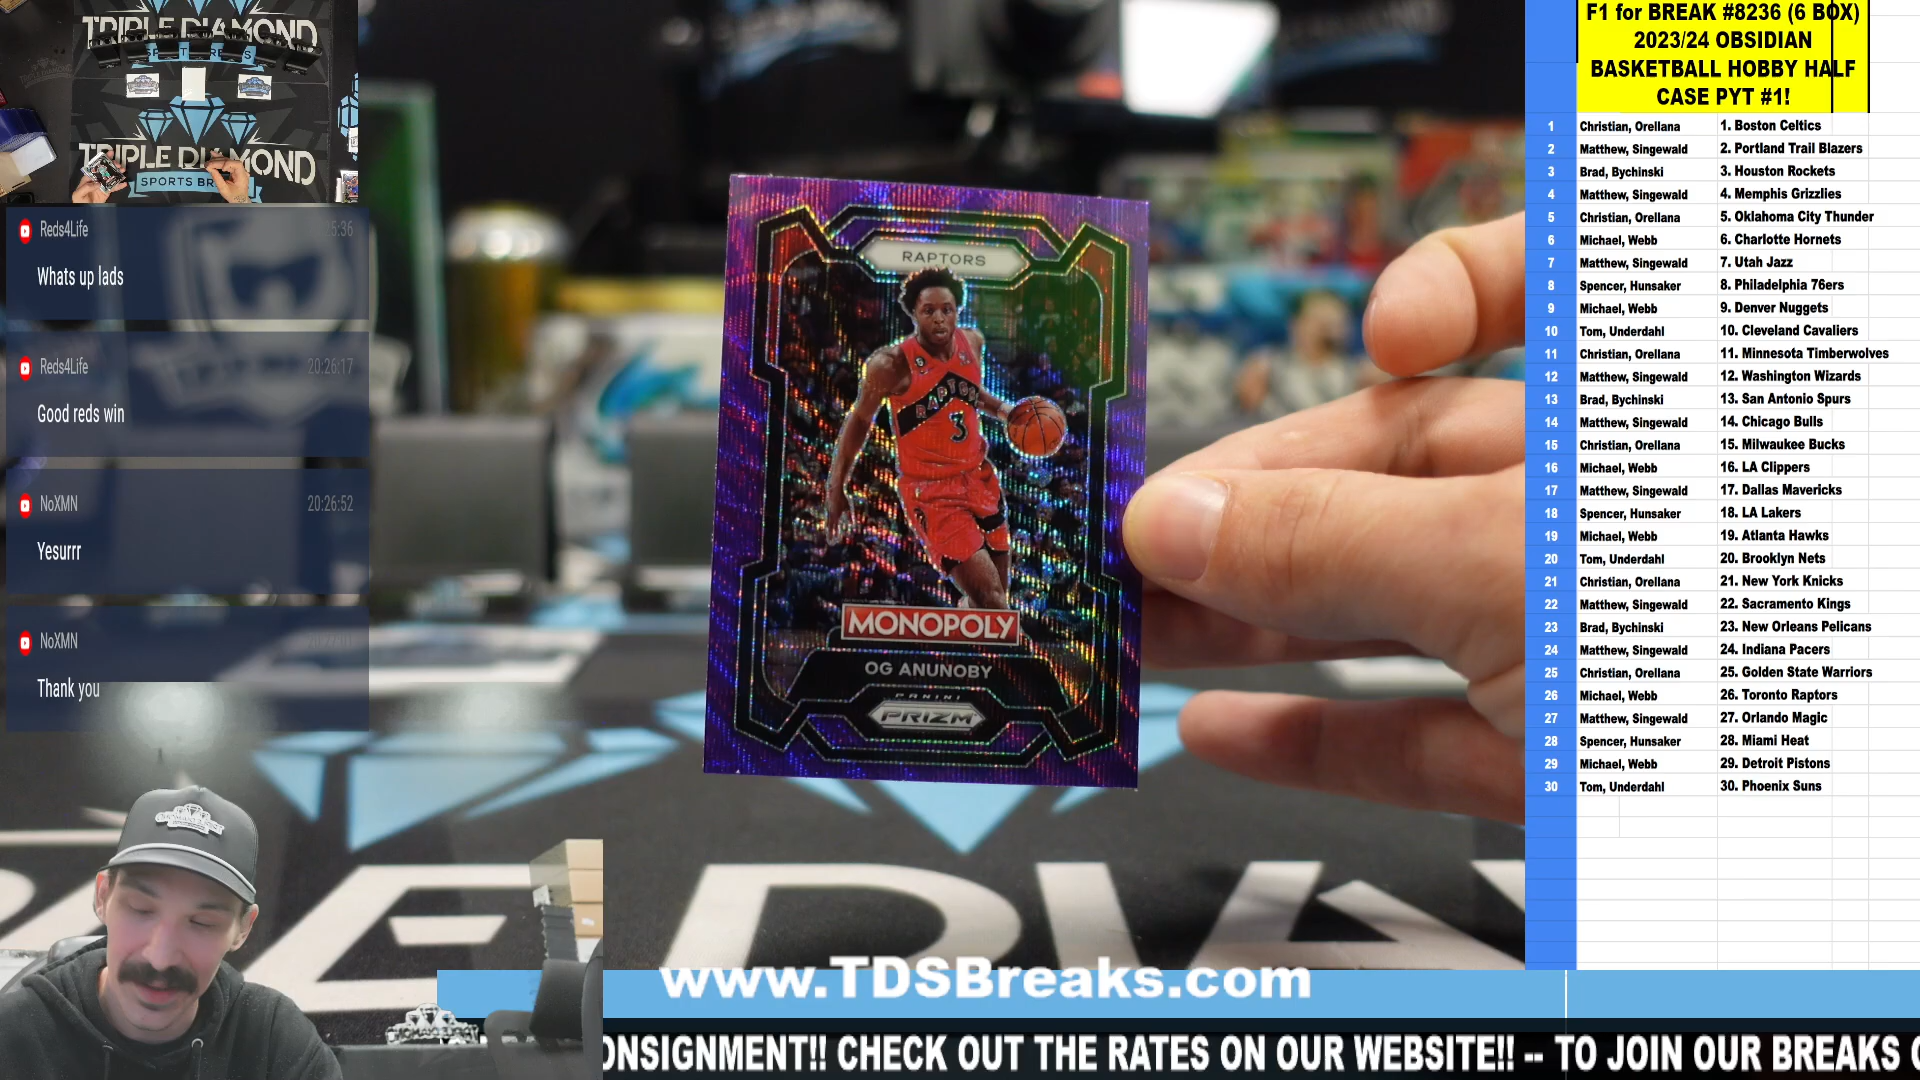 TRIPLE DIAMOND
SPORTS BREAKS
TRIPLE DIAMOND
SPORTS BR
Reds4Life
5:36
Whats up lads
Reds4Life 20:26:17
Good reds win
NoXMN 20:26:52
Yesurrr
NoXMN
Thank you
RAPTORS
RAPTORS
3
MONOPOLY
OG ANUNOBY
PANINI
PRIZM
F1 for BREAK #8236 (6 BOX)
2023/24 OBSIDIAN
BASKETBALL HOBBY HALF
CASE PYT #1!
1 Christian, Orellana 1. Boston Celtics
2 Matthew, Singewald 2. Portland Trail Blazers
3 Brad, Bychinski 3. Houston Rockets
4 Matthew, Singewald 4. Memphis Grizzlies
5 Christian, Orellana 5. Oklahoma City Thunder
6 Michael, Webb 6. Charlotte Hornets
7 Matthew, Singewald 7. Utah Jazz
8 Spencer, Hunsaker 8. Philadelphia 76ers
9 Michael, Webb 9. Denver Nuggets
10 Tom, Underdahl 10. Cleveland Cavaliers
11 Christian, Orellana 11. Minnesota Timberwolves
12 Matthew, Singewald 12. Washington Wizards
13 Brad, Bychinski 13. San Antonio Spurs
14 Matthew, Singewald 14. Chicago Bulls
15 Christian, Orellana 15. Milwaukee Bucks
16 Michael, Webb 16. LA Clippers
17 Matthew, Singewald 17. Dallas Mavericks
18 Spencer, Hunsaker 18. LA Lakers
19 Michael, Webb 19. Atlanta Hawks
20 Tom, Underdahl 20. Brooklyn Nets
21 Christian, Orellana 21. New York Knicks
22 Matthew, Singewald 22. Sacramento Kings
23 Brad, Bychinski 23. New Orleans Pelicans
24 Matthew, Singewald 24. Indiana Pacers
25 Christian, Orellana 25. Golden State Warriors
26 Michael, Webb 26. Toronto Raptors
27 Matthew, Singewald 27. Orlando Magic
28 Spencer, Hunsaker 28. Miami Heat
29 Michael, Webb 29. Detroit Pistons
30 Tom, Underdahl 30. Phoenix Suns
www.TDSBreaks.com
ONSIGNMENT!! CHECK OUT THE RATES ON OUR WEBSITE!! -- TO JOIN OUR BREAKS